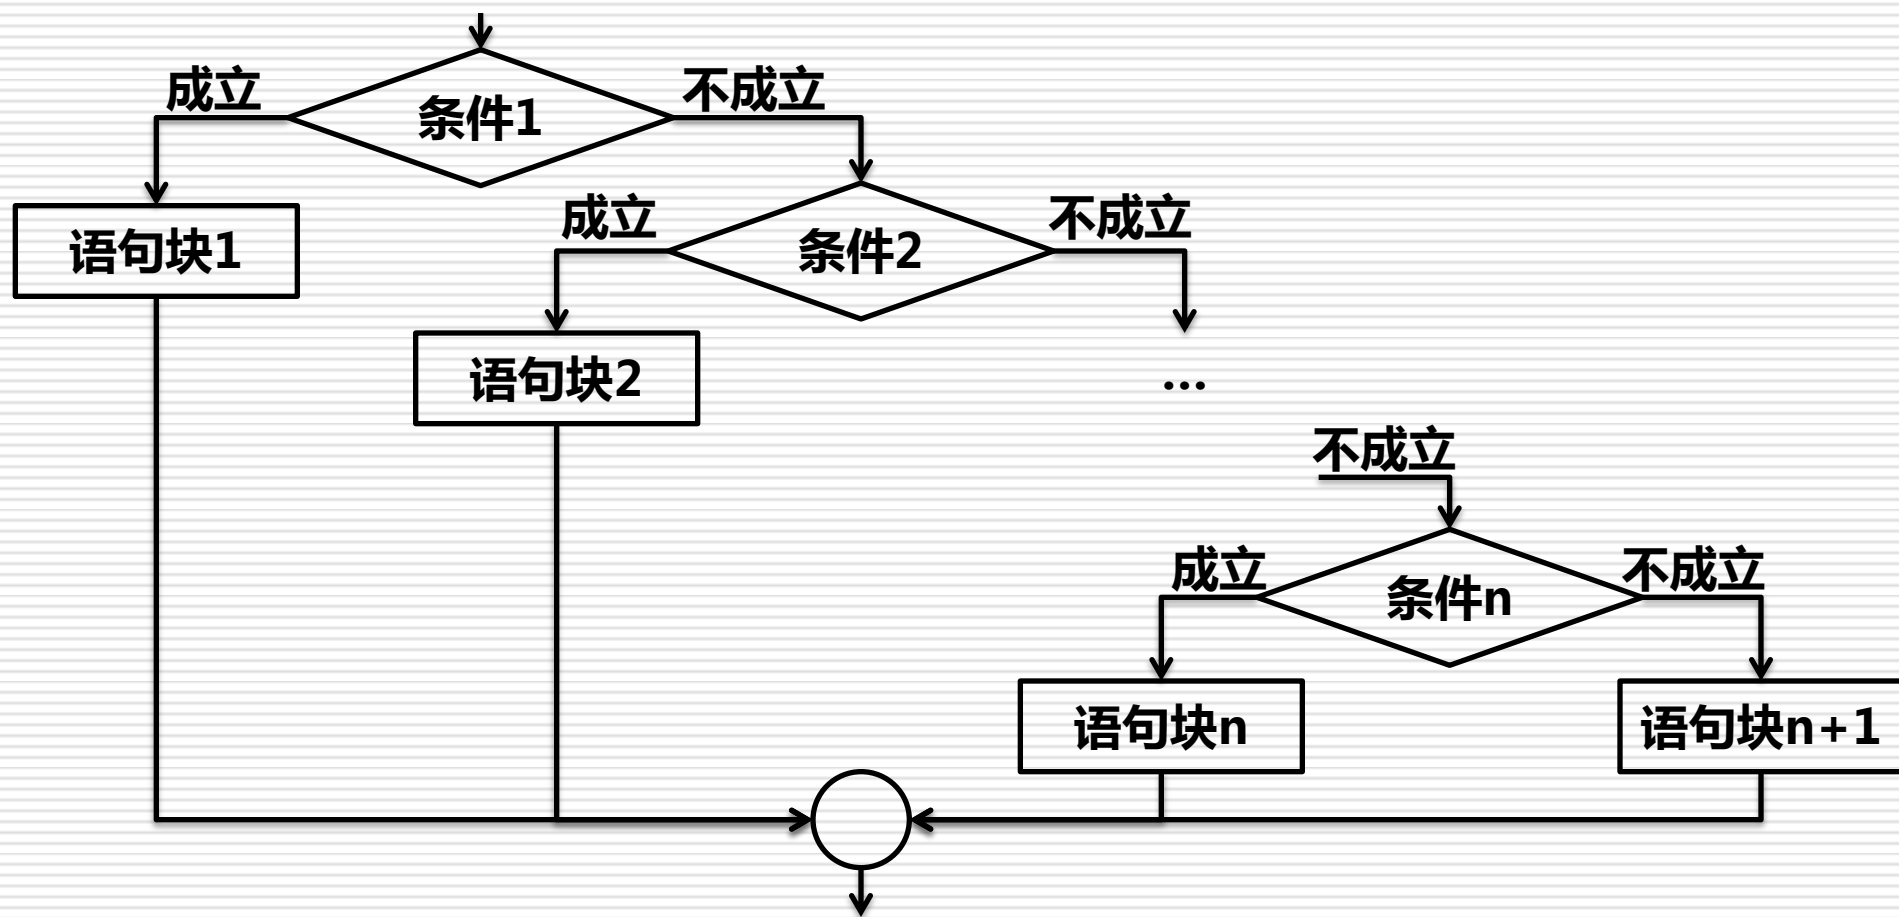 成立
不成立
条件1
成立
不成立
语句块1
条件2
语句块2
...
不成立
成立
不成立
条件n
语句块n
语句块n+1